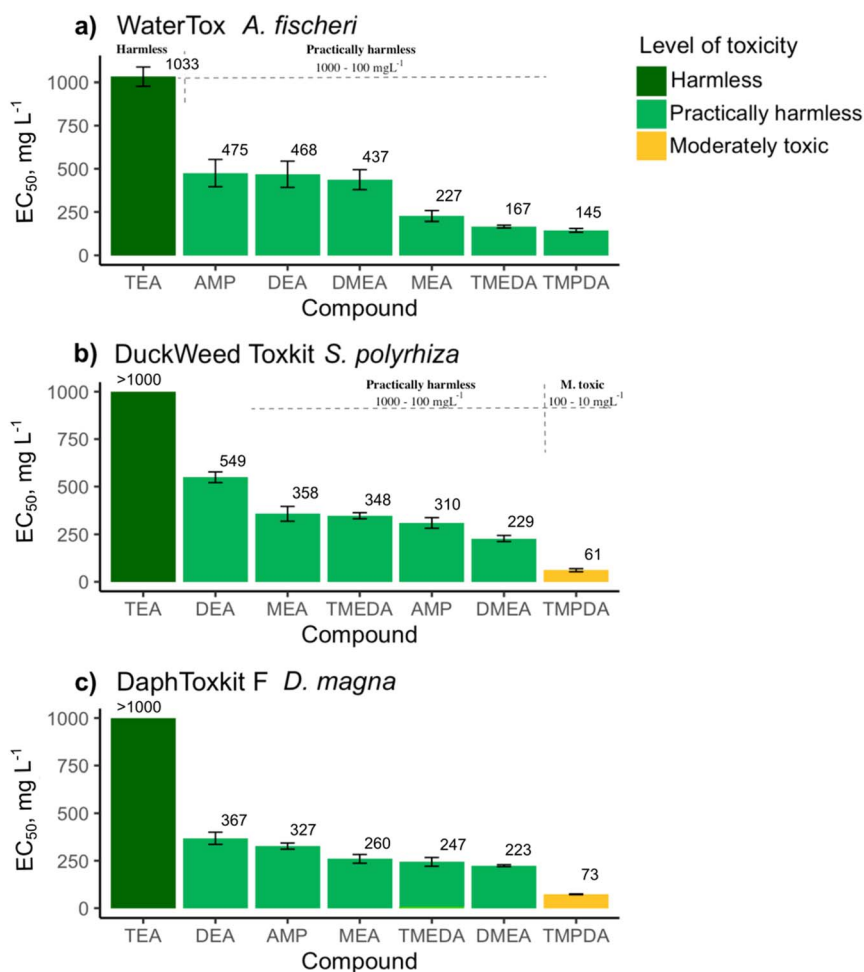 a) WaterTox A. fischeri
Harmless
Practically harmless
1000 - 100 mgL⁻¹
Level of toxicity
Harmless
Practically harmless
Moderately toxic
EC₅₀, mg L⁻¹
1000
750
500
250
0
1033
475
468
437
227
167
145
TEA AMP DEA DMEA MEA TMEDA TMPDA
Compound
b) DuckWeed Toxkit S. polyrhiza
>1000
Practically harmless
1000 - 100 mgL⁻¹
M. toxic
100 - 10 mgL⁻¹
EC₅₀, mg L⁻¹
1000
750
500
250
0
549
358
348
310
229
61
TEA DEA MEA TMEDA AMP DMEA TMPDA
Compound
c) DaphToxkit F D. magna
>1000
EC₅₀, mg L⁻¹
1000
750
500
250
0
367
327
260
247
223
73
TEA DEA AMP MEA TMEDA DMEA TMPDA
Compound